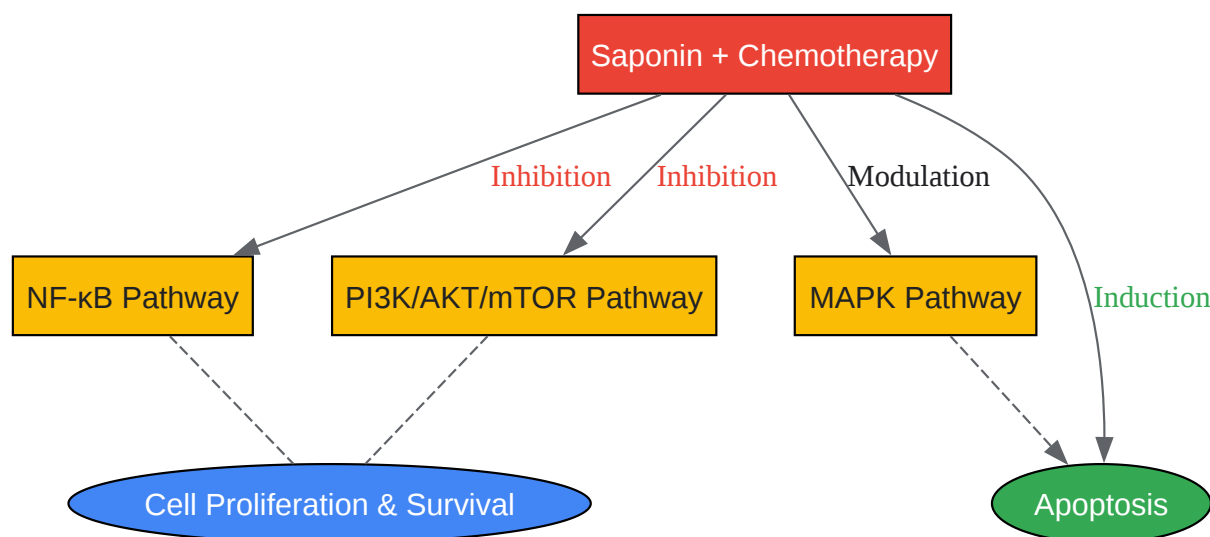 Saponin + Chemotherapy
Inhibition
Inhibition
Modulation
NF-κB Pathway
PI3K/AKT/mTOR Pathway
MAPK Pathway
Induction
Cell Proliferation & Survival
Apoptosis